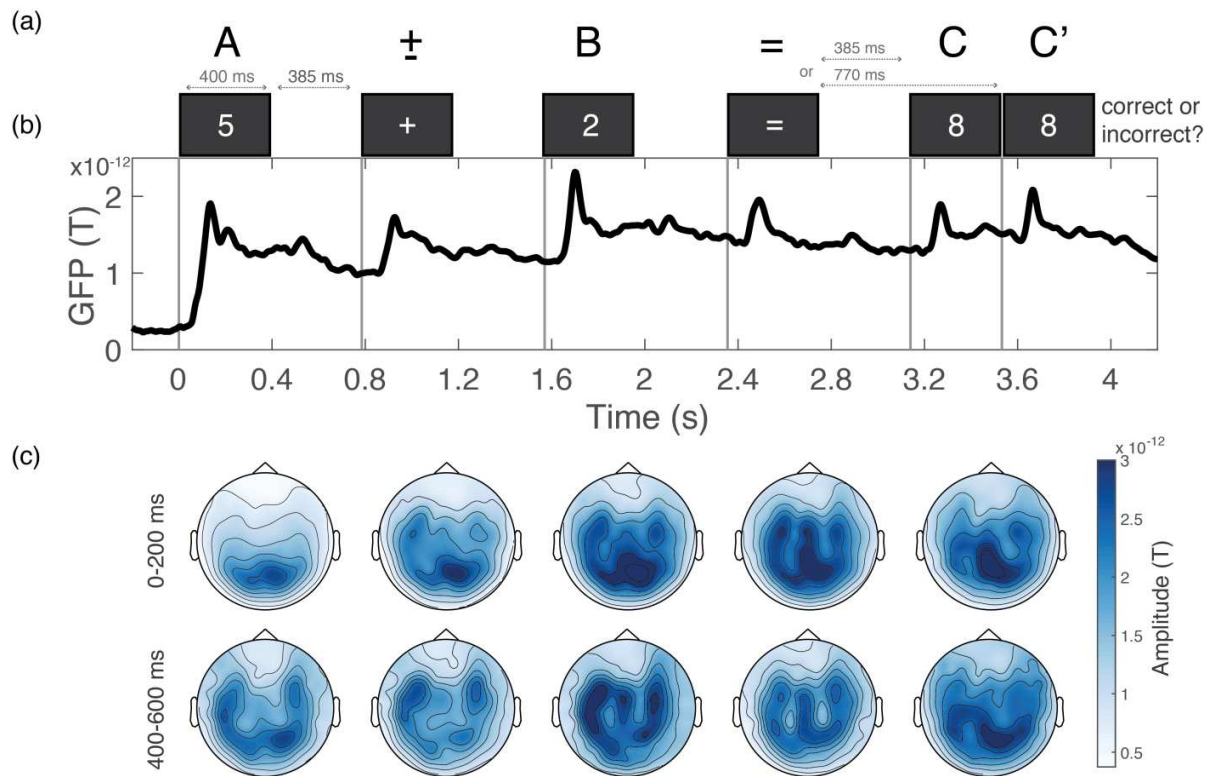 (a)
A ± B = C C'
400 ms 385 ms or 385 ms 770 ms
(b)
5 + 2 = 8 8 correct or incorrect?
x10⁻¹²
2
1
0
GFP (T)
0 0.4 0.8 1.2 1.6 2 2.4 2.8 3.2 3.6 4
Time (s)
(c)
x 10⁻¹²
0-200 ms
400-600 ms
3
2.5
2
1.5
1
0.5
Amplitude (T)